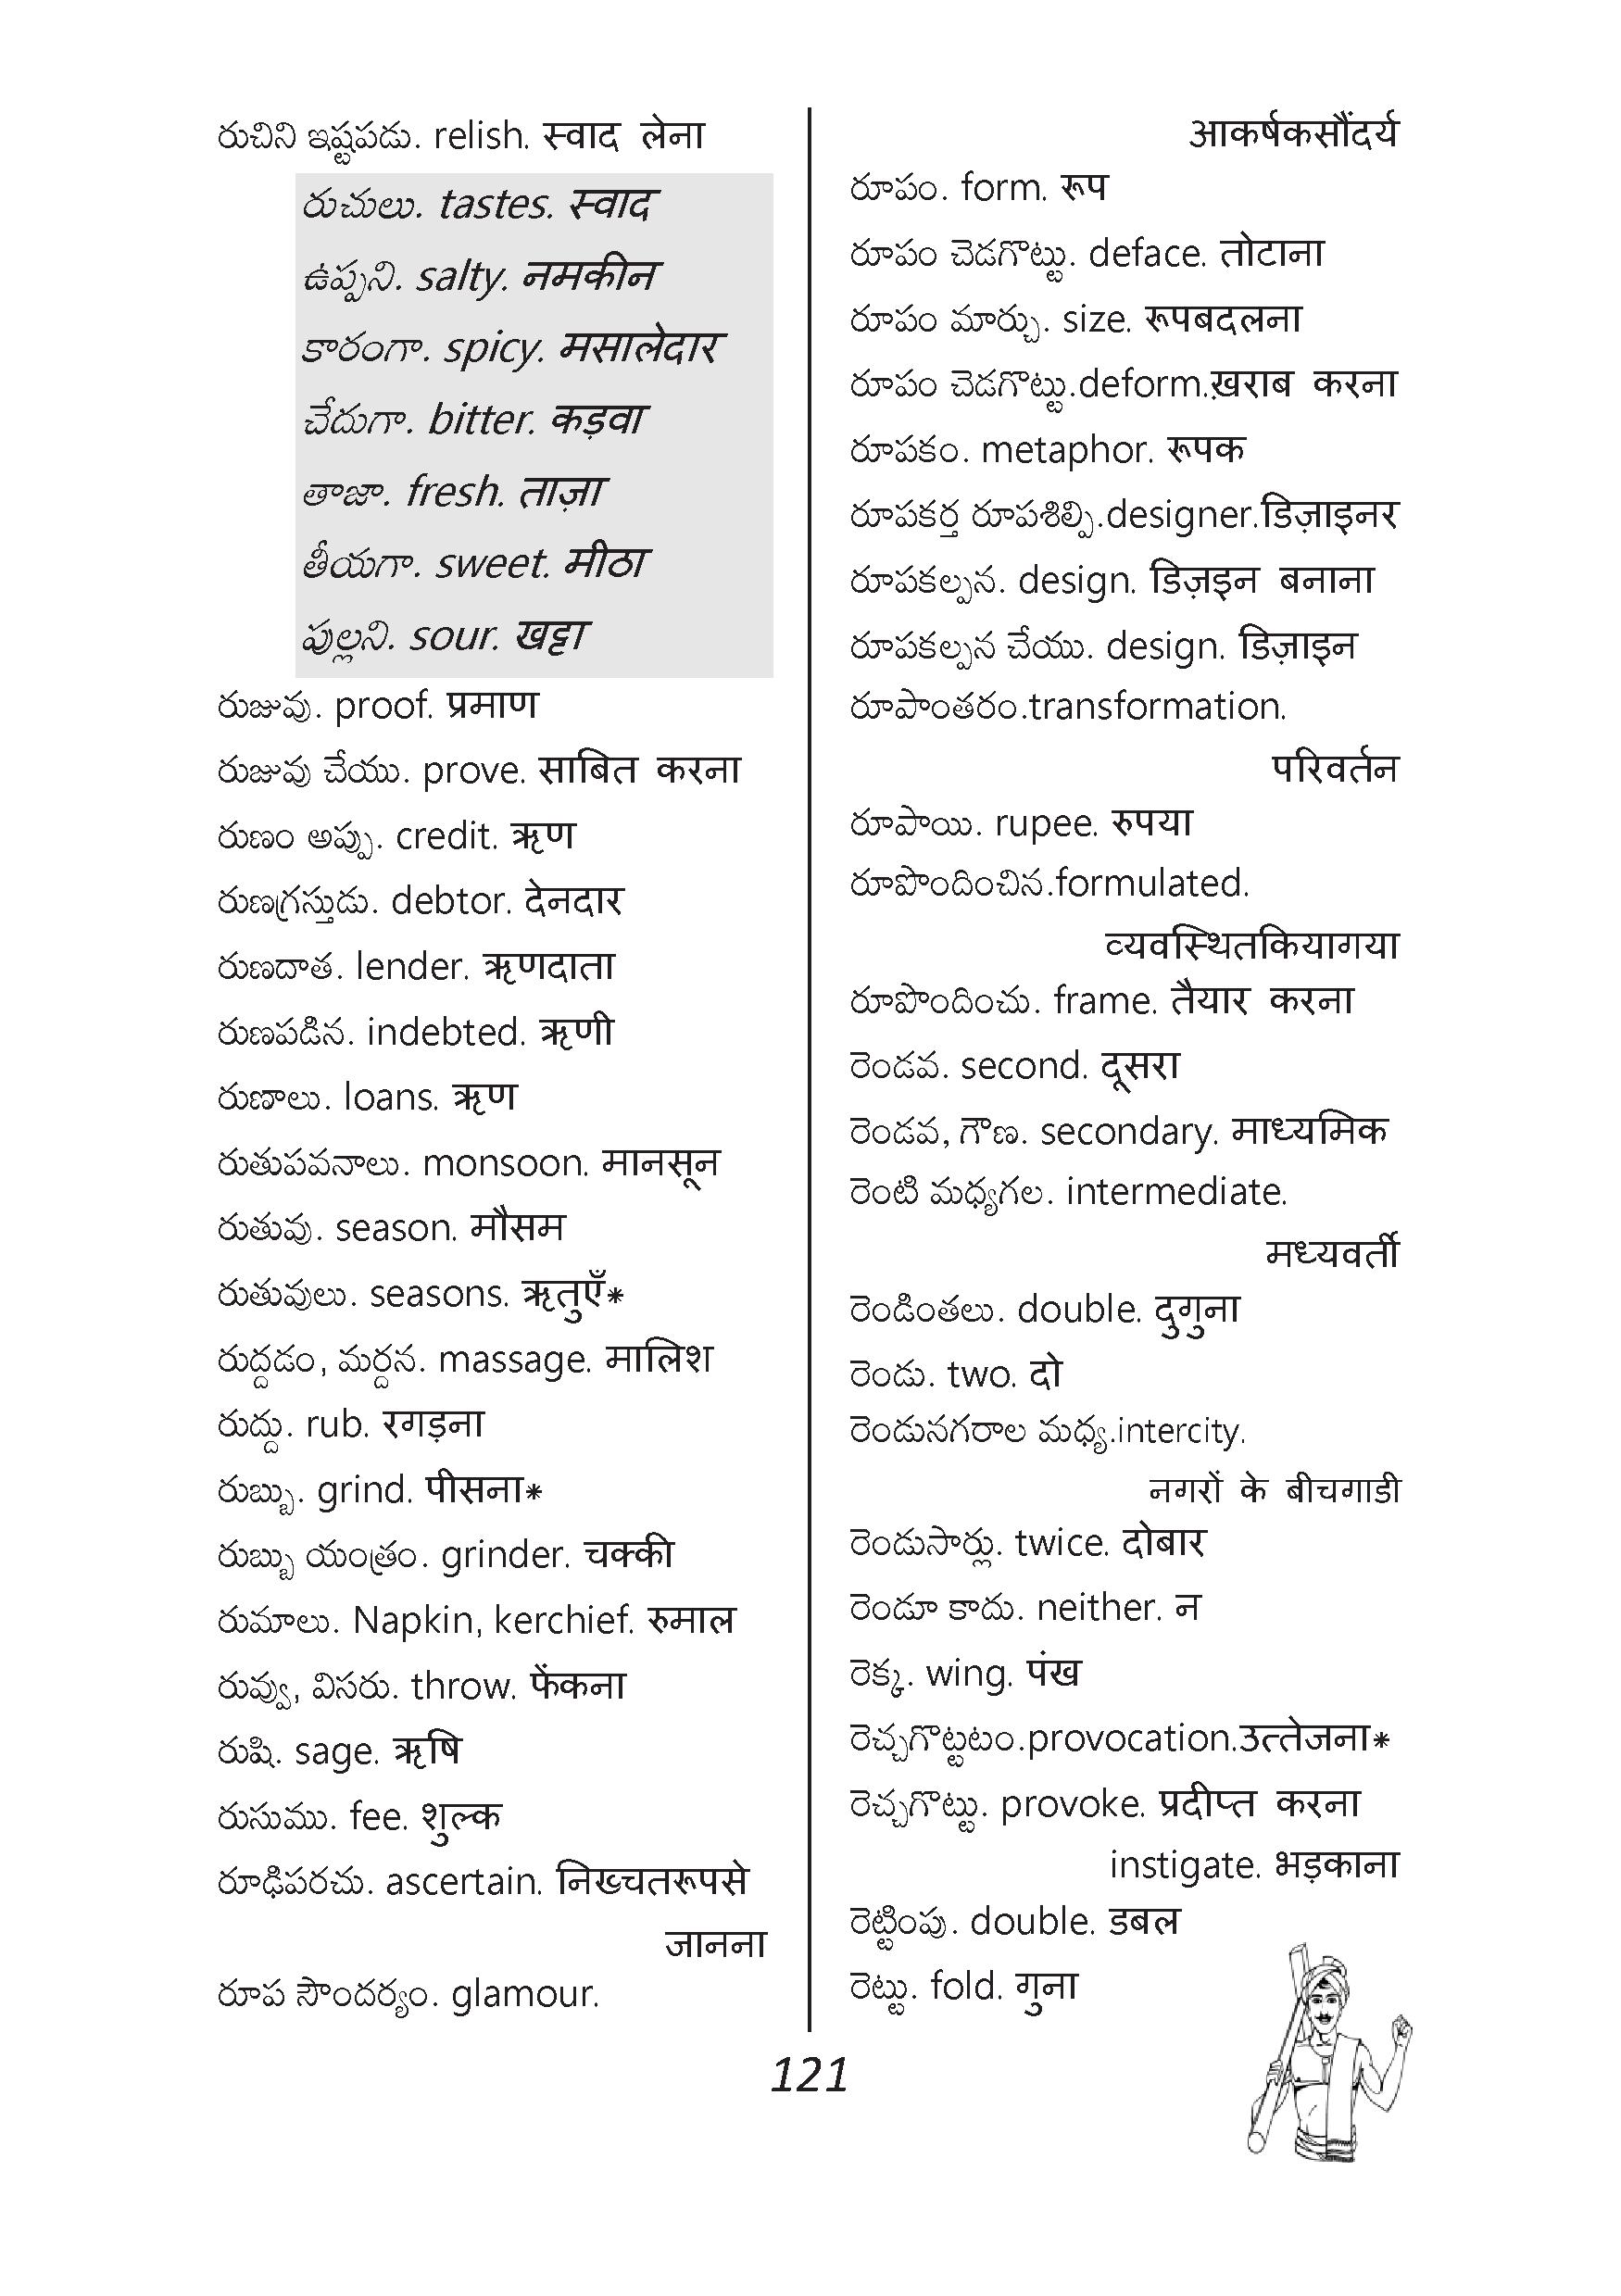 రుచిని ఇష్టపడు. relish. स्वाद लेना
రుచులు. tastes. स्वाद
ఉప్పని. salty. नमकीन
కారంగా. spicy. मसालेदार
చేదుగా. bitter. कड़वा
తాజా. fresh. ताज़ा
తీయగా. sweet. मीठा
పుల్లని. sour. खट्टा
రుజువు. proof. प्रमाण
రుజువు చేయు. prove. साबित करना
రుణం అప్పు. credit. ऋण
రుణగ్రస్తుడు. debtor. देनदार
రుణదాత. lender. ऋणदाता
రుణపడిన. indebted. ऋणी
రుణాలు. loans. ऋण
రుతుపవనాలు. monsoon. मानसून
రుతువు. season. मौसम
రుతువులు. seasons. ऋतुएँ*
రుద్దడం, మర్దన. massage. मालिश
రుద్దు. rub. रगड़ना
రుబ్బు. grind. पीसना*
రుబ్బు యంత్రం. grinder. चक्की
రుమాలు. Napkin, kerchief. रुमाल
రువ్వు, విసరు. throw. फेंकना
రుషి. sage. ऋषि
రుసుము. fee. शुल्क
రూఢిపరచు. ascertain. निख्चतरूपसे
जानना
రూప సౌందర్యం. glamour.
आकर्षकसौंदर्य
రూపం. form. रूप
రూపం చెడగొట్టు. deface. तोटाना
రూపం మార్చు. size. रूपबदलना
రూపం చెడగొట్టు.deform.ख़राब करना
రూపకం. metaphor. रूपक
రూపకర్త రూపశిల్పి.designer.डिज़ाइनर
రూపకల్పన. design. डिज़इन बनाना
రూపకల్పన చేయు. design. डिज़ाइन
రూపాంతరం.transformation.
परिवर्तन
రూపాయి. rupee. रुपया
రూపొందించిన.formulated.
व्यवस्थितकियागया
రూపొందించు. frame. तैयार करना
రెండవ. second. दूसरा
రెండవ, గౌణ. secondary. माध्यमिक
రెంటి మధ్యగల. intermediate.
मध्यवर्ती
రెండింతలు. double. दुगुना
రెండు. two. दो
రెండునగరాల మధ్య.intercity.
नगरों के बीचगाडी
రెండుసార్లు. twice. दोबार
రెండూ కాదు. neither. न
రెక్క. wing. पंख
రెచ్చగొట్టటం.provocation.उत्तेजना*
రెచ్చగొట్టు. provoke. प्रदीप्त करना
instigate. भड़काना
రెట్టింపు. double. डबल
రెట్టు. fold. गुना
121